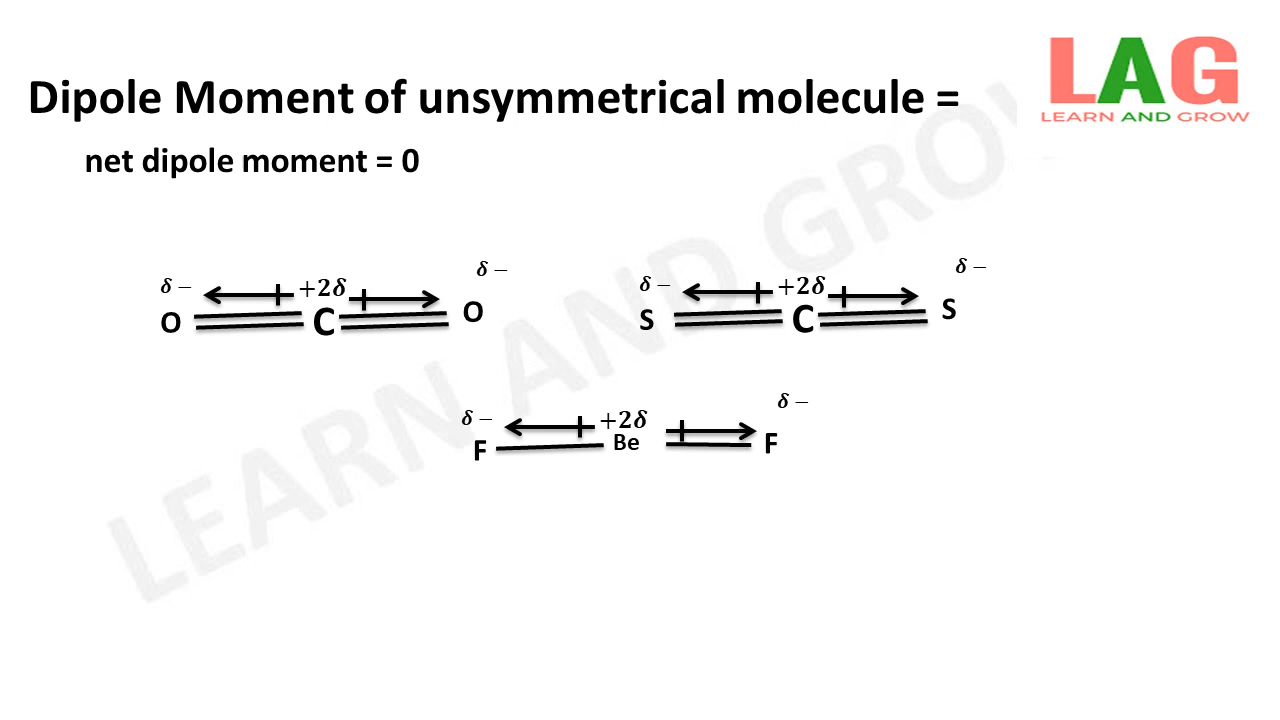 LAG
LEARN AND GROW
Dipole Moment of unsymmetrical molecule =
net dipole moment = 0
δ − +2δ δ −
O C O
δ − +2δ δ −
S C S
δ − +2δ δ −
F Be F
LEARN AND GROW